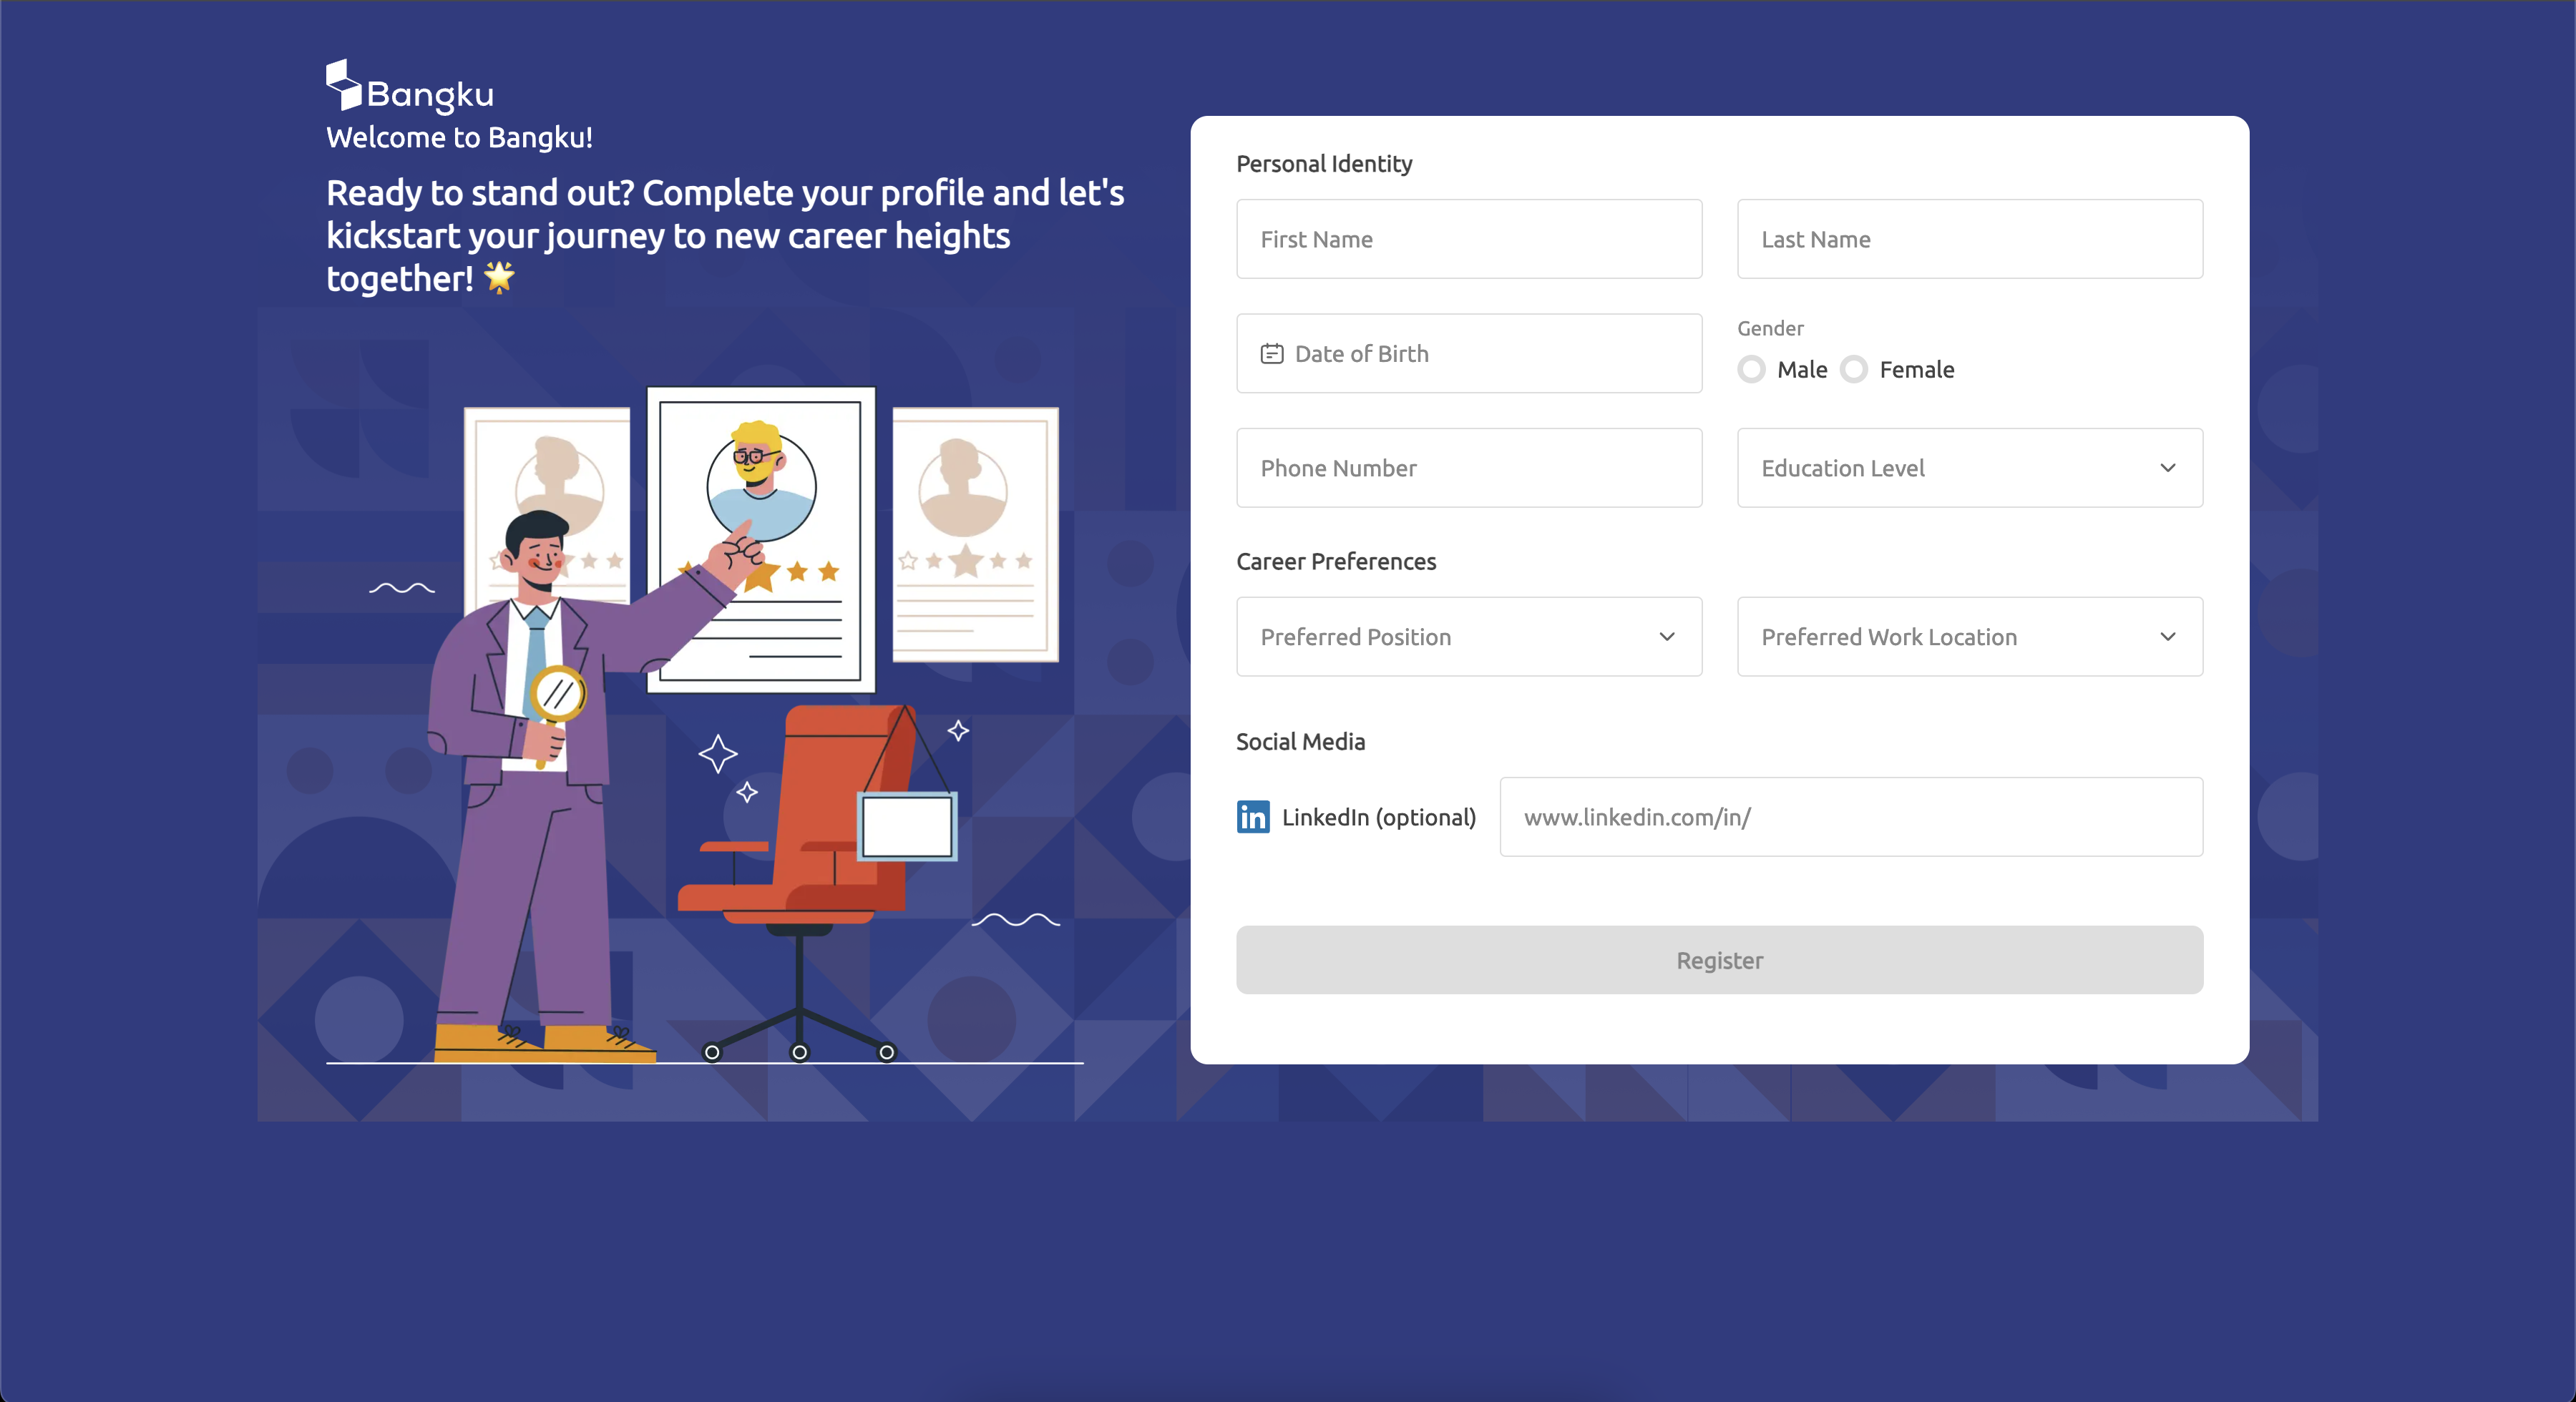 Bangku
Welcome to Bangku!
Ready to stand out? Complete your profile and let's
kickstart your journey to new career heights
together! 🌟
Personal Identity
First Name
Last Name
Date of Birth
Gender
Male
Female
Phone Number
Education Level
Career Preferences
Preferred Position
Preferred Work Location
Social Media
in
LinkedIn (optional)
www.linkedin.com/in/
Register